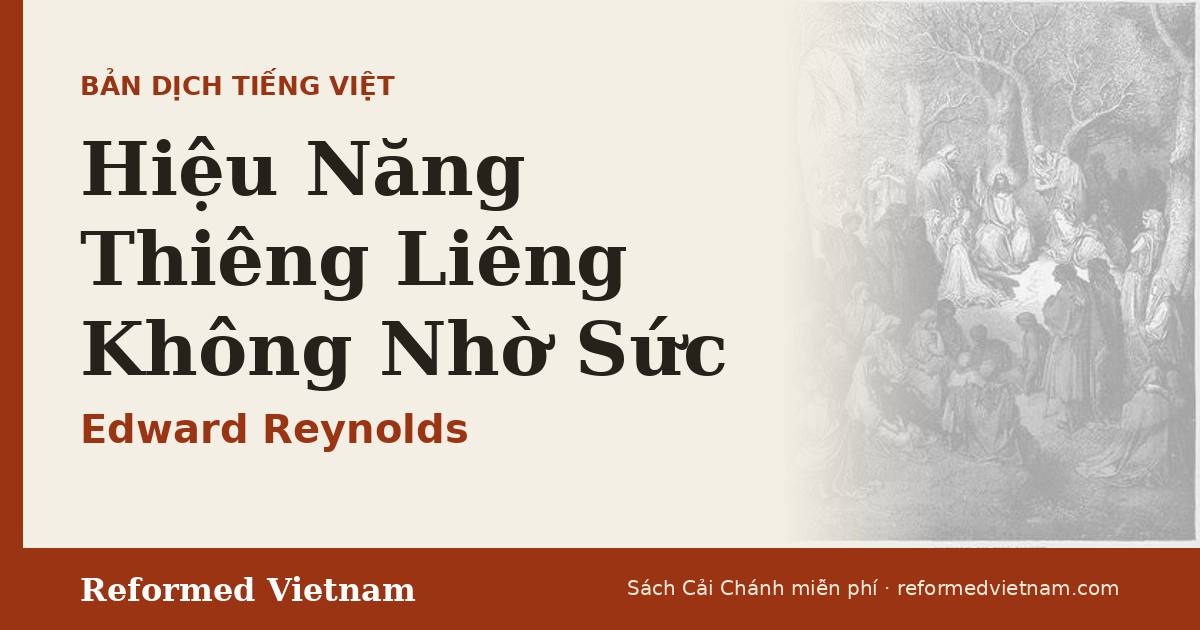 BẢN DỊCH TIẾNG VIỆT
Hiệu Năng
Thiêng Liêng
Không Nhờ Sức
Edward Reynolds
Reformed Vietnam
Sách Cải Chánh miễn phí · reformedvietnam.com